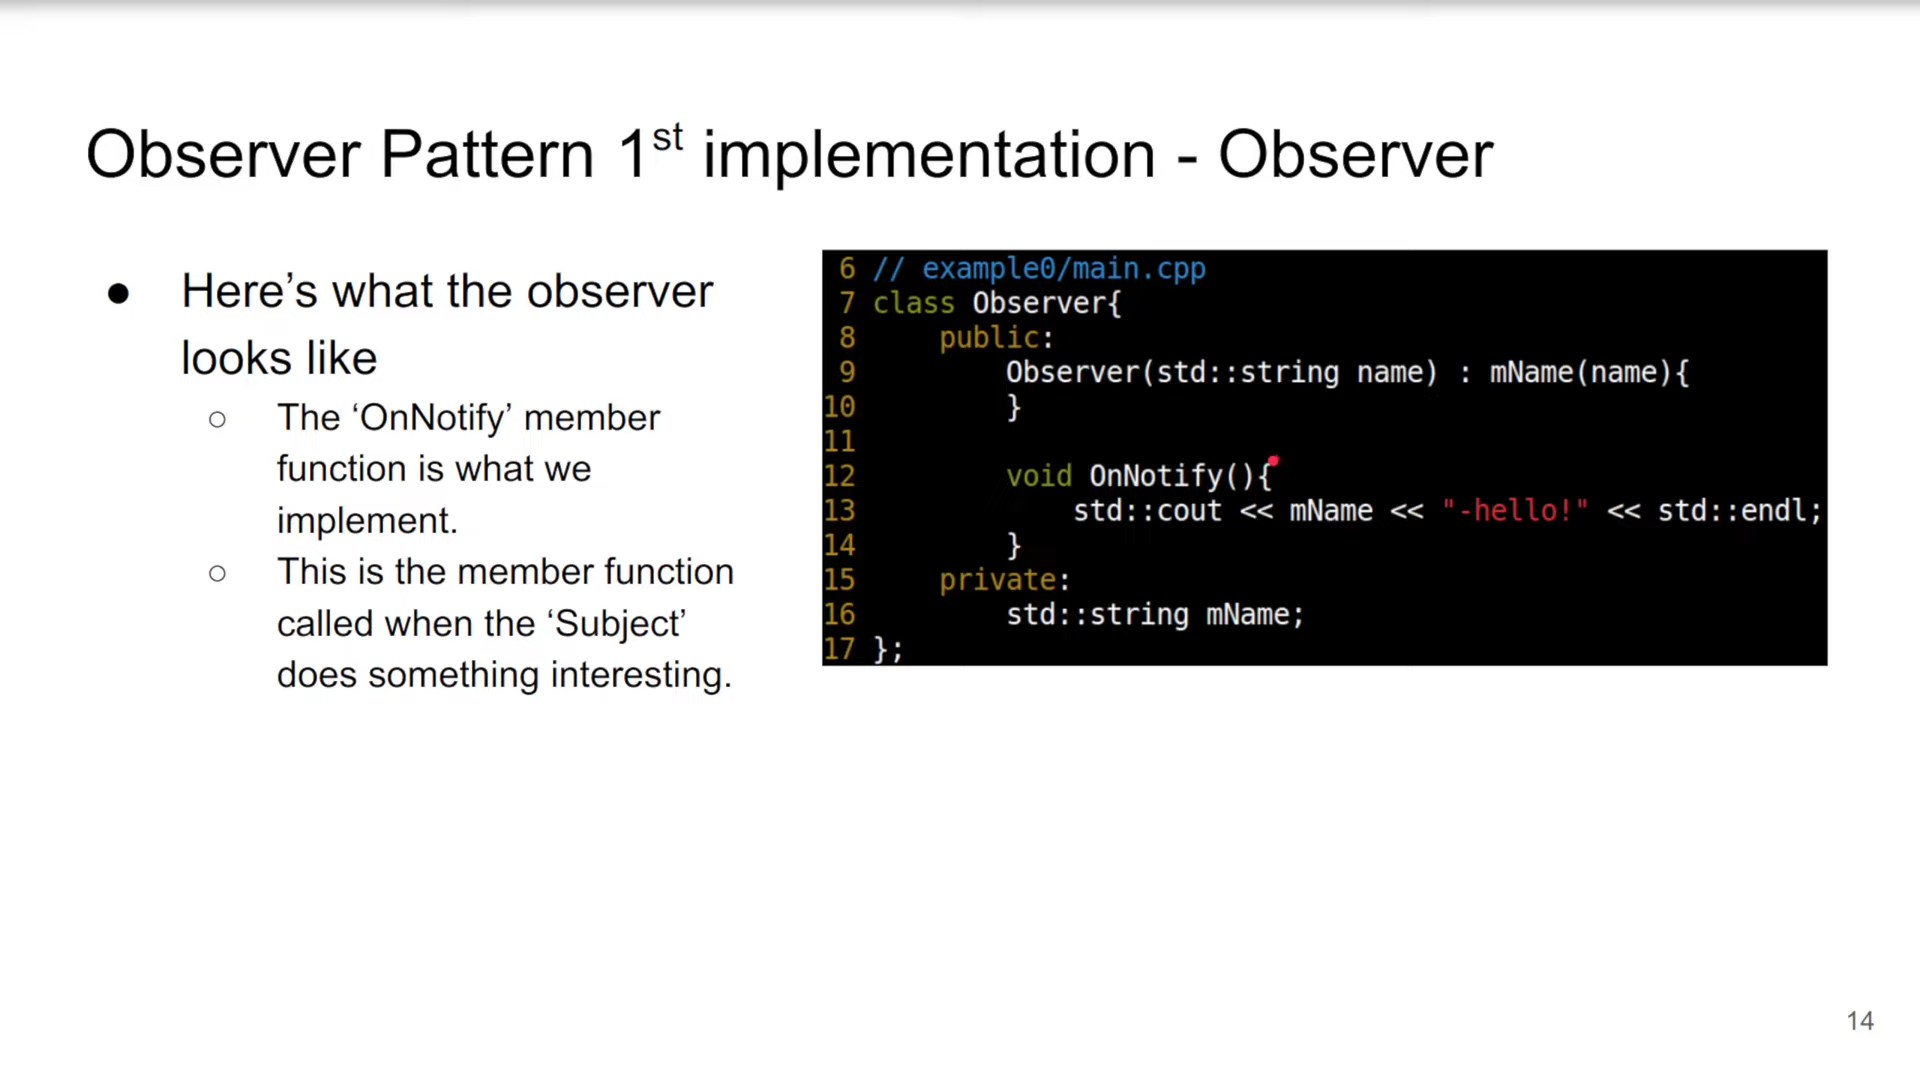 Observer Pattern 1st implementation - Observer
● Here’s what the observer
looks like
○ The ‘OnNotify’ member
function is what we
implement.
○ This is the member function
called when the ‘Subject’
does something interesting.
6 // example0/main.cpp
7 class Observer{
8     public:
9         Observer(std::string name) : mName(name){
10         }
11
12         void OnNotify(){
13             std::cout << mName << "-hello!" << std::endl;
14         }
15     private:
16         std::string mName;
17 };
14